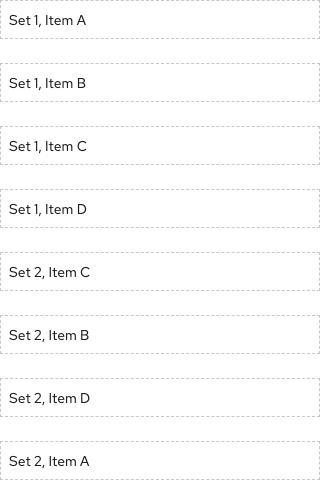 Set 1, Item A
Set 1, Item B
Set 1, Item C
Set 1, Item D
Set 2, Item C
Set 2, Item B
Set 2, Item D
Set 2, Item A